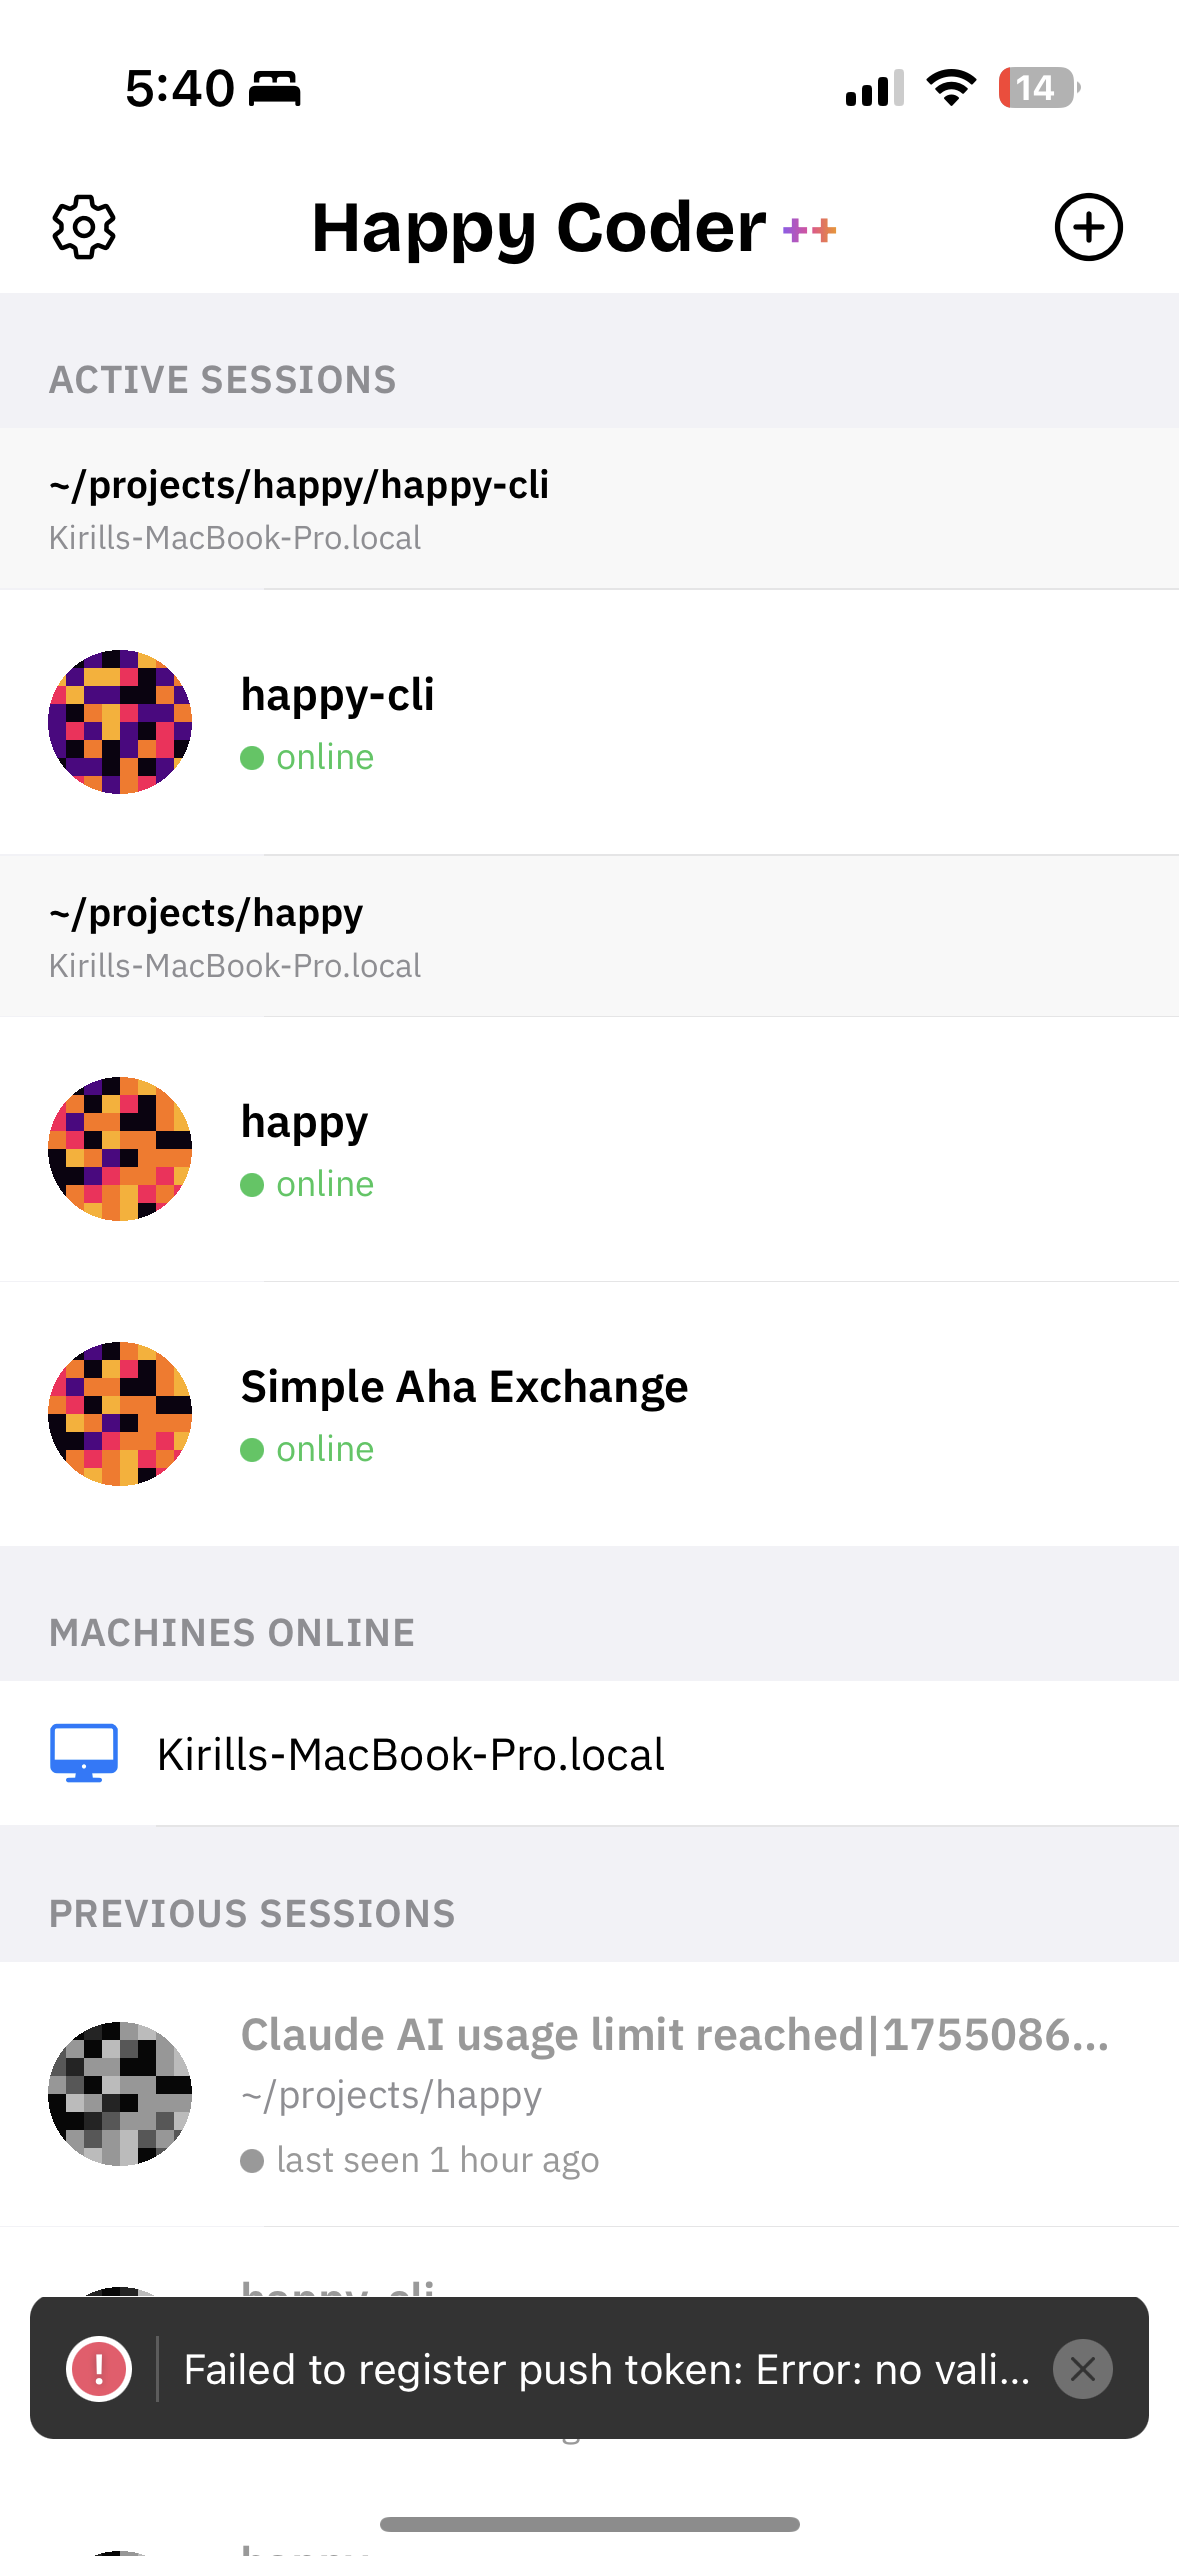 5:40
14
Happy Coder ++
ACTIVE SESSIONS
~/projects/happy/happy-cli
Kirills-MacBook-Pro.local
happy-cli
online
~/projects/happy
Kirills-MacBook-Pro.local
happy
online
Simple Aha Exchange
online
MACHINES ONLINE
Kirills-MacBook-Pro.local
PREVIOUS SESSIONS
Claude AI usage limit reached|1755086...
~/projects/happy
last seen 1 hour ago
happy-cli
Failed to register push token: Error: no vali...
happy